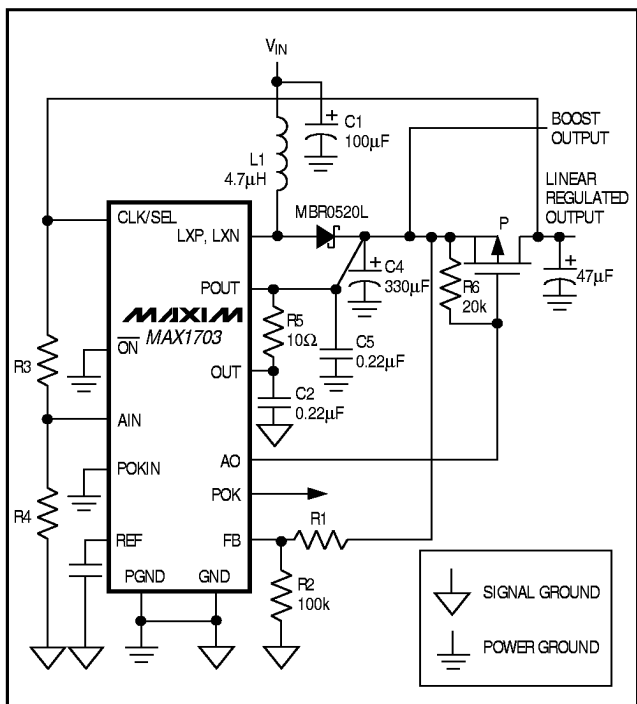 VIN
C1
100µF
BOOST
OUTPUT
L1
4.7µH
LINEAR
REGULATED
OUTPUT
MBR0520L
P
CLK/SEL
LXP, LXN
C4
330µF
R6
20k
47µF
POUT
MAXIM
MAX1703
R5
10Ω
C5
0.22µF
ON
R3
OUT
C2
0.22µF
AIN
AO
POKIN
POK
R4
REF
FB
R1
R2
100k
PGND
GND
SIGNAL GROUND
POWER GROUND